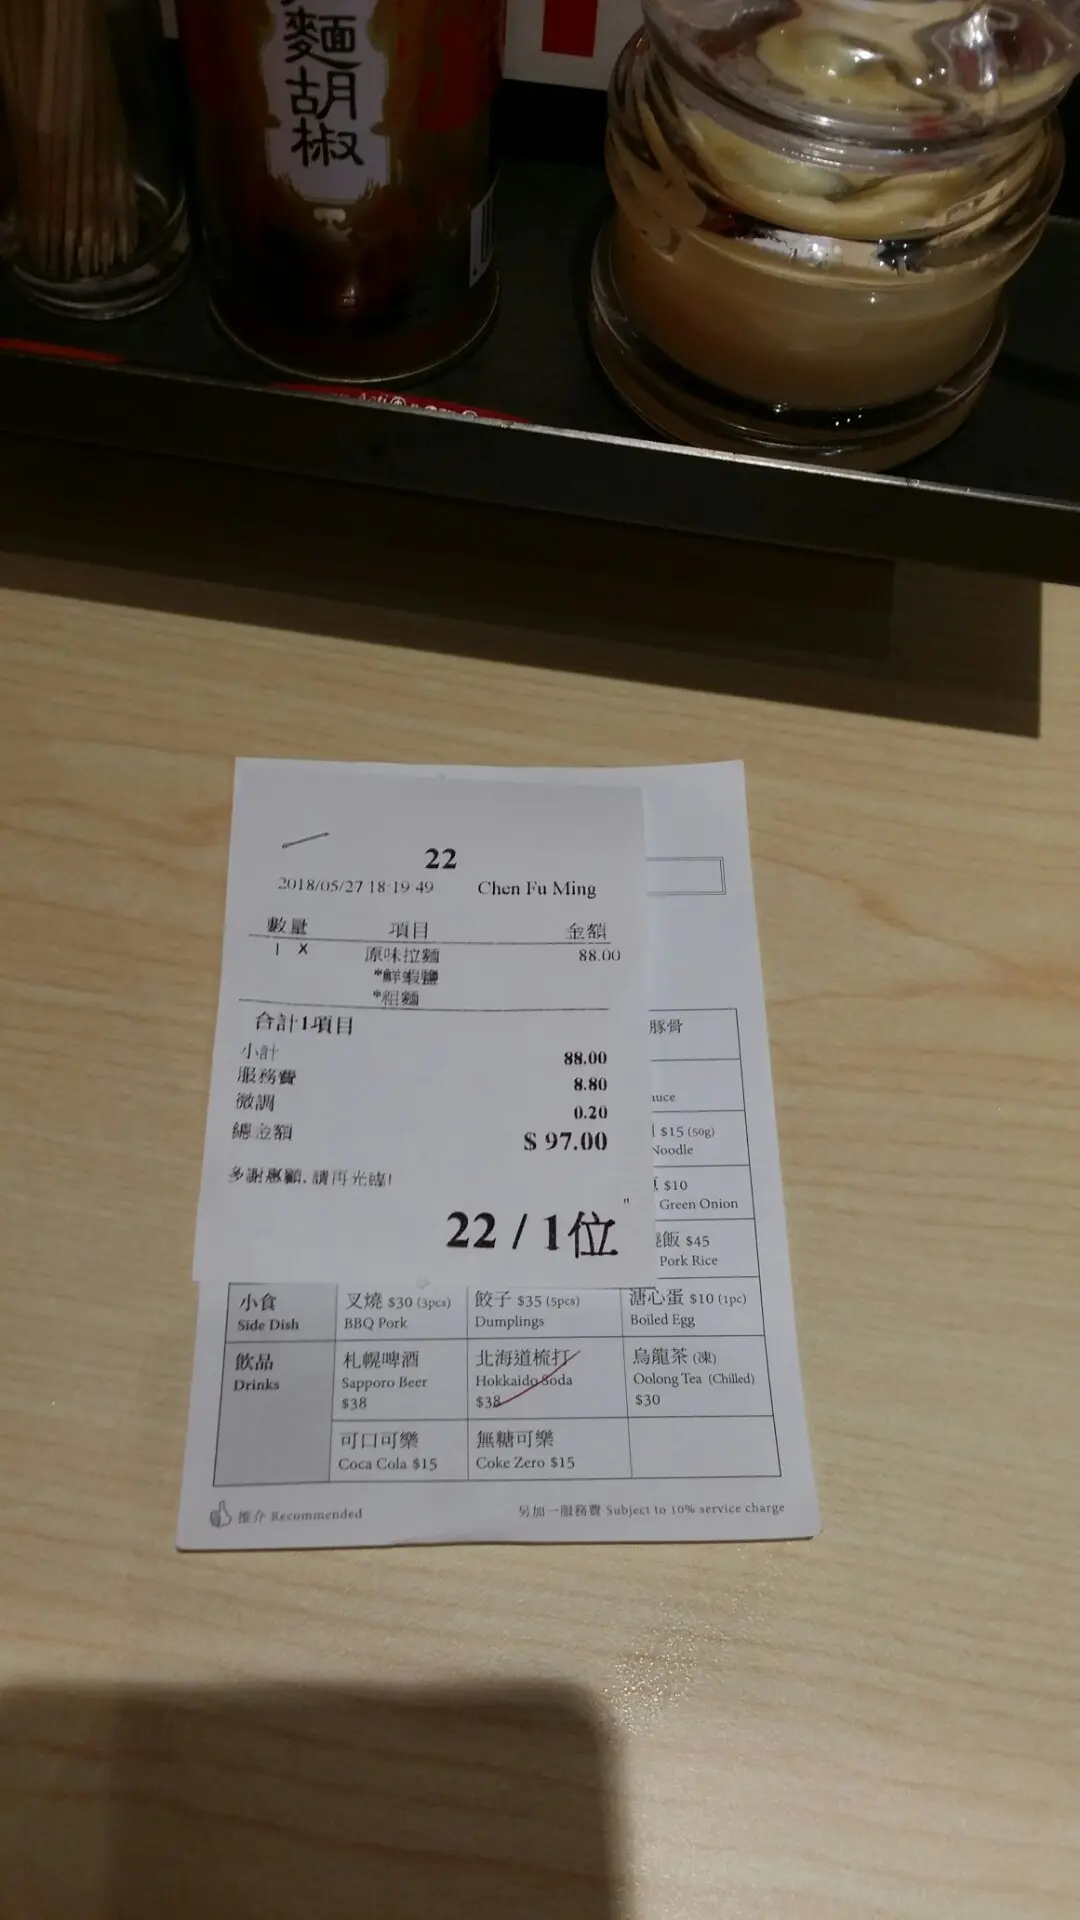 麵胡椒
22
2018/05/27 18:19:49 Chen Fu Ming
數量 項目 金額
1 X 原味拉麵 88.00
*鮮蝦鹽
*粗麵
合計1項目
小計 88.00
服務費 8.80
微調 0.20
總金額 $ 97.00
多謝惠顧,請再光臨!
22 / 1位
豚骨
$15 (50g)
Noodle
$10
Green Onion
燒飯 $45
Pork Rice
小食 叉燒 $30 (3pcs) 餃子 $35 (5pcs) 溏心蛋 $10 (1pc)
Side Dish BBQ Pork Dumplings Boiled Egg
飲品 札幌啤酒 北海道梳打 烏龍茶 (凍)
Drinks Sapporo Beer Hokkaido Soda Oolong Tea (Chilled)
$38 $38 $30
可口可樂 無糖可樂
Coca Cola $15 Coke Zero $15
推介 Recommended 另加一服務費 Subject to 10% service charge